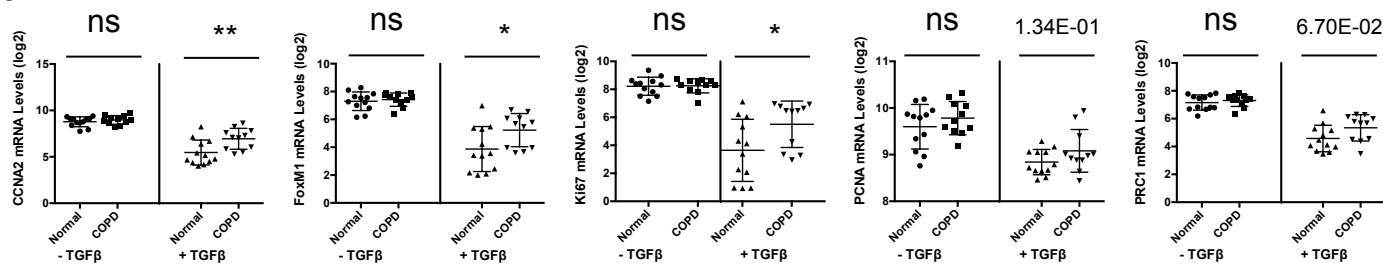 ns
**
CCNA2 mRNA Levels (log2)
15
10
5
0
Normal
COPD
Normal
COPD
- TGFβ
+ TGFβ
ns
*
FoxM1 mRNA Levels (log2)
10
8
6
4
2
0
Normal
COPD
Normal
COPD
- TGFβ
+ TGFβ
ns
*
Ki67 mRNA Levels (log2)
10
8
6
4
2
0
Normal
COPD
Normal
COPD
- TGFβ
+ TGFβ
ns
1.34E-01
PCNA mRNA Levels (log2)
11
10
9
8
Normal
COPD
Normal
COPD
- TGFβ
+ TGFβ
ns
6.70E-02
PRC1 mRNA Levels (log2)
10
8
6
4
2
0
Normal
COPD
Normal
COPD
- TGFβ
+ TGFβ